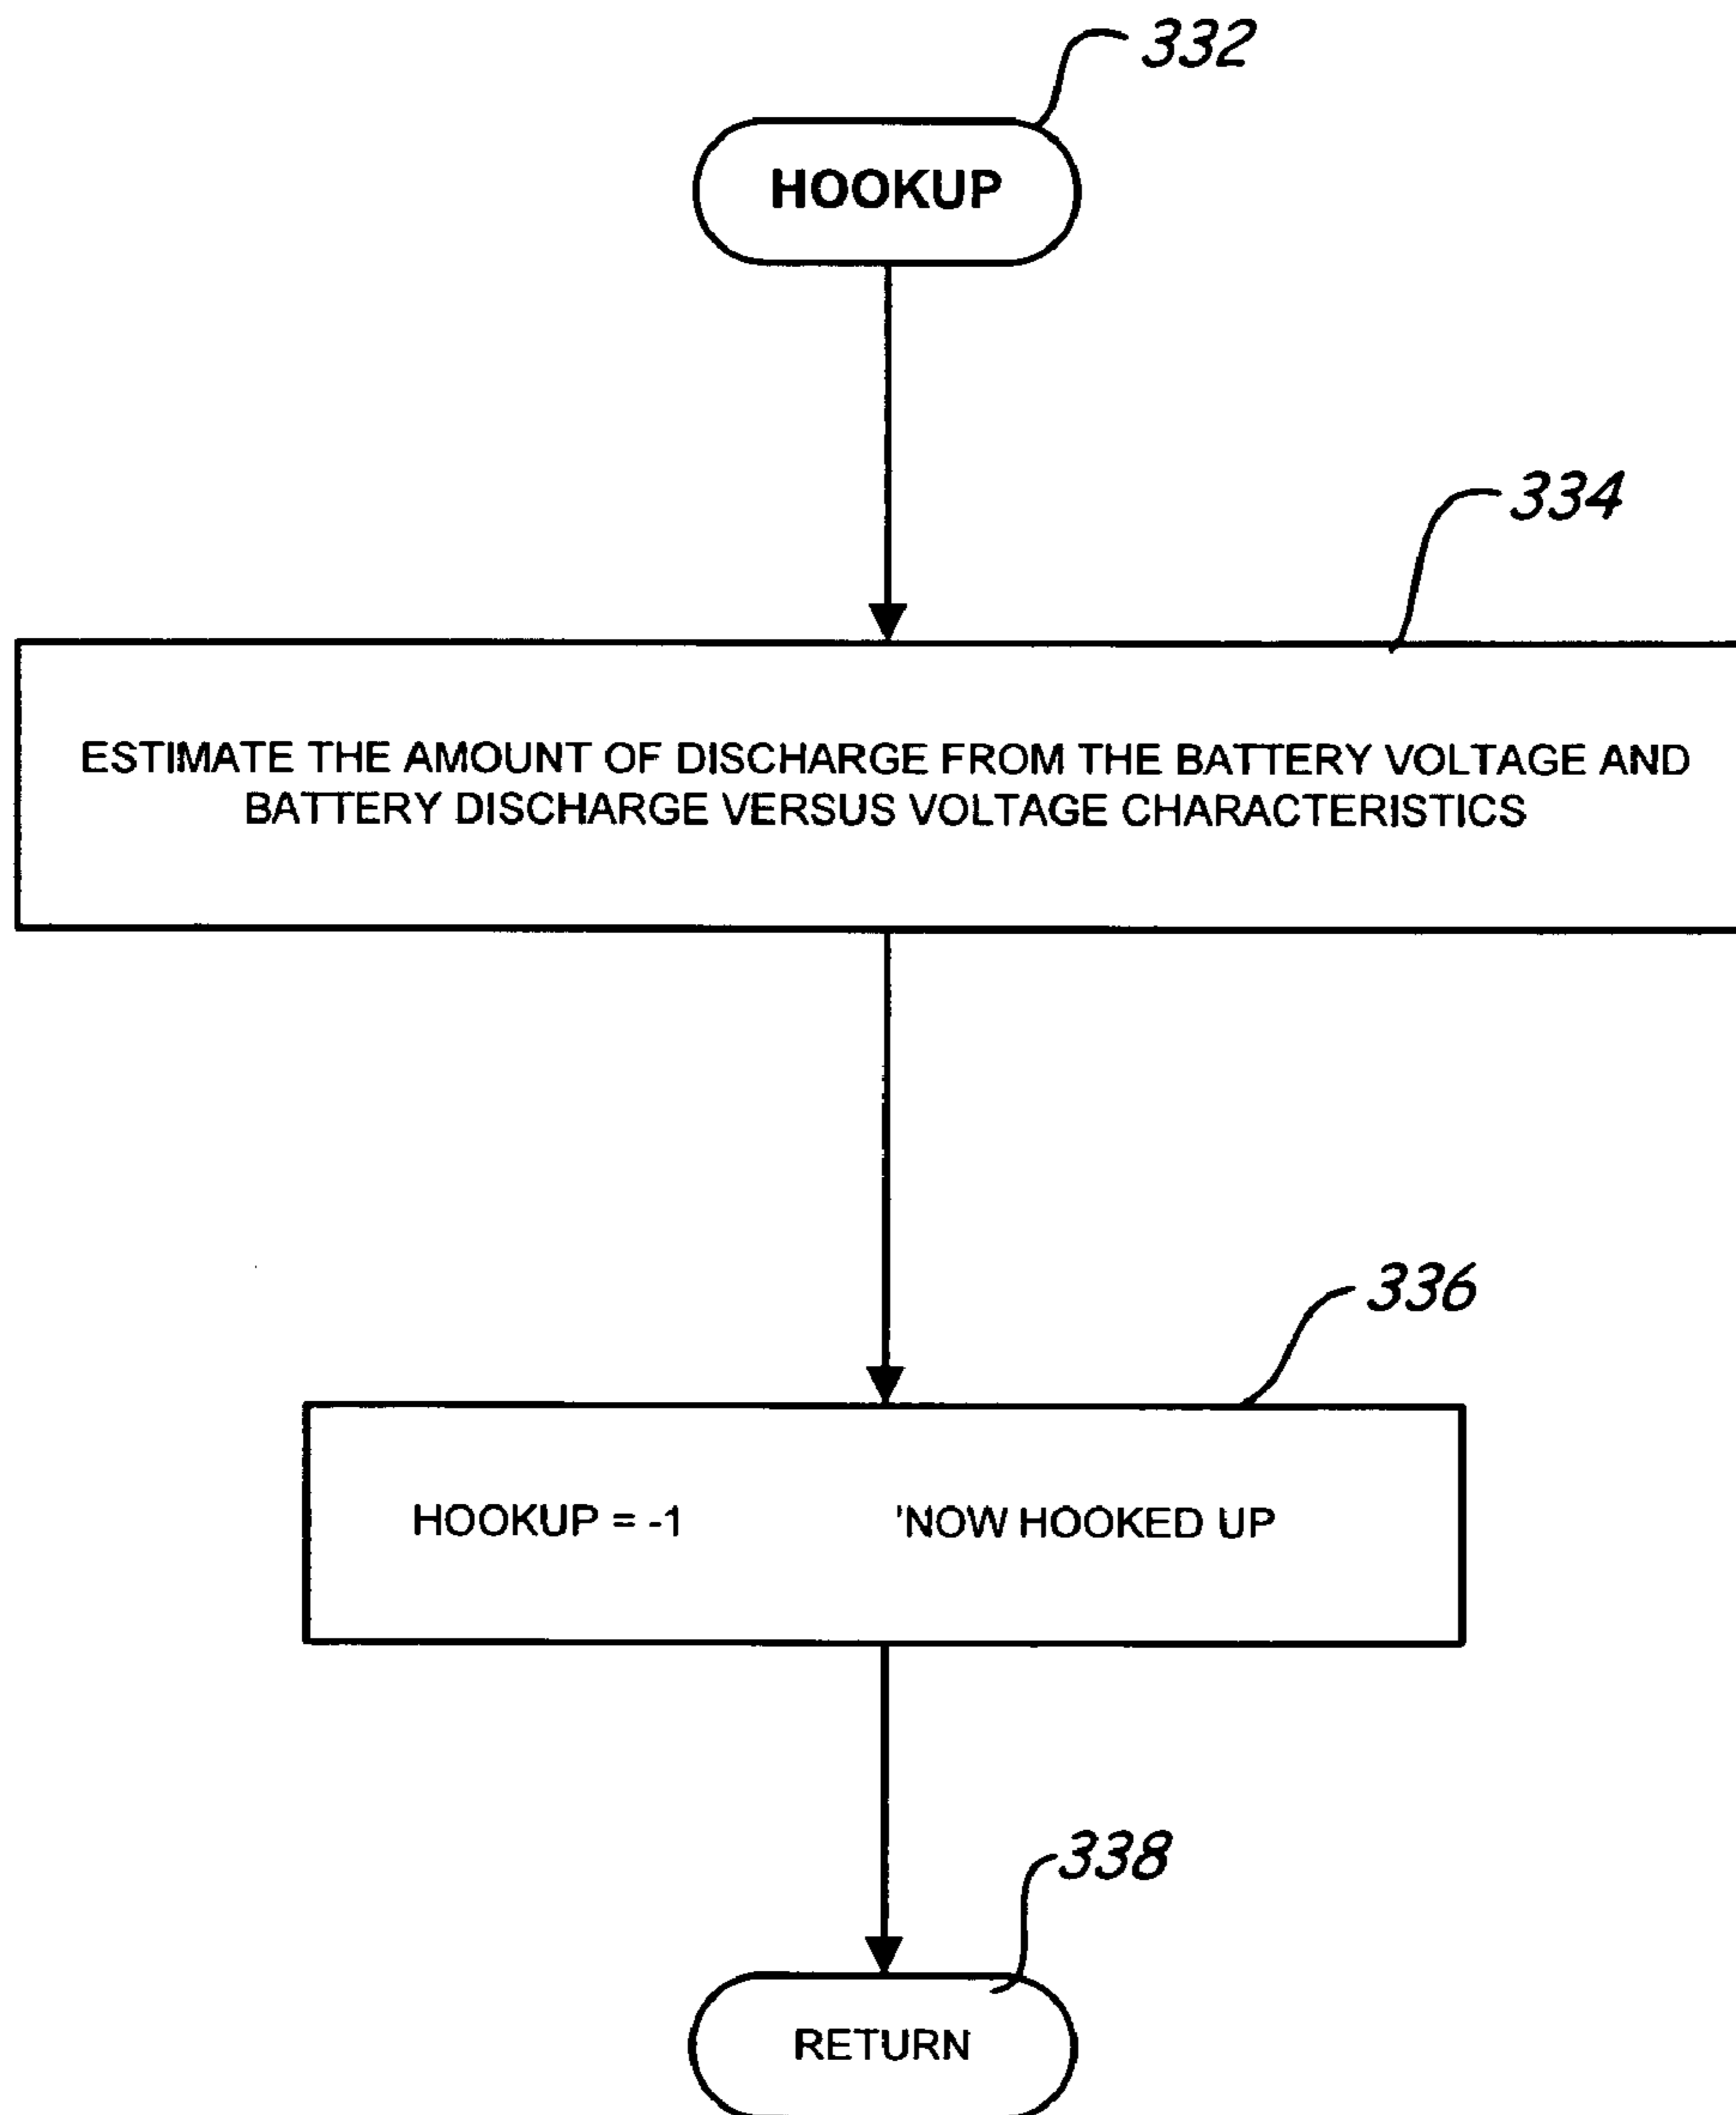 332
HOOKUP
334
ESTIMATE THE AMOUNT OF DISCHARGE FROM THE BATTERY VOLTAGE AND
BATTERY DISCHARGE VERSUS VOLTAGE CHARACTERISTICS
336
HOOKUP = -1 'NOW HOOKED UP
338
RETURN